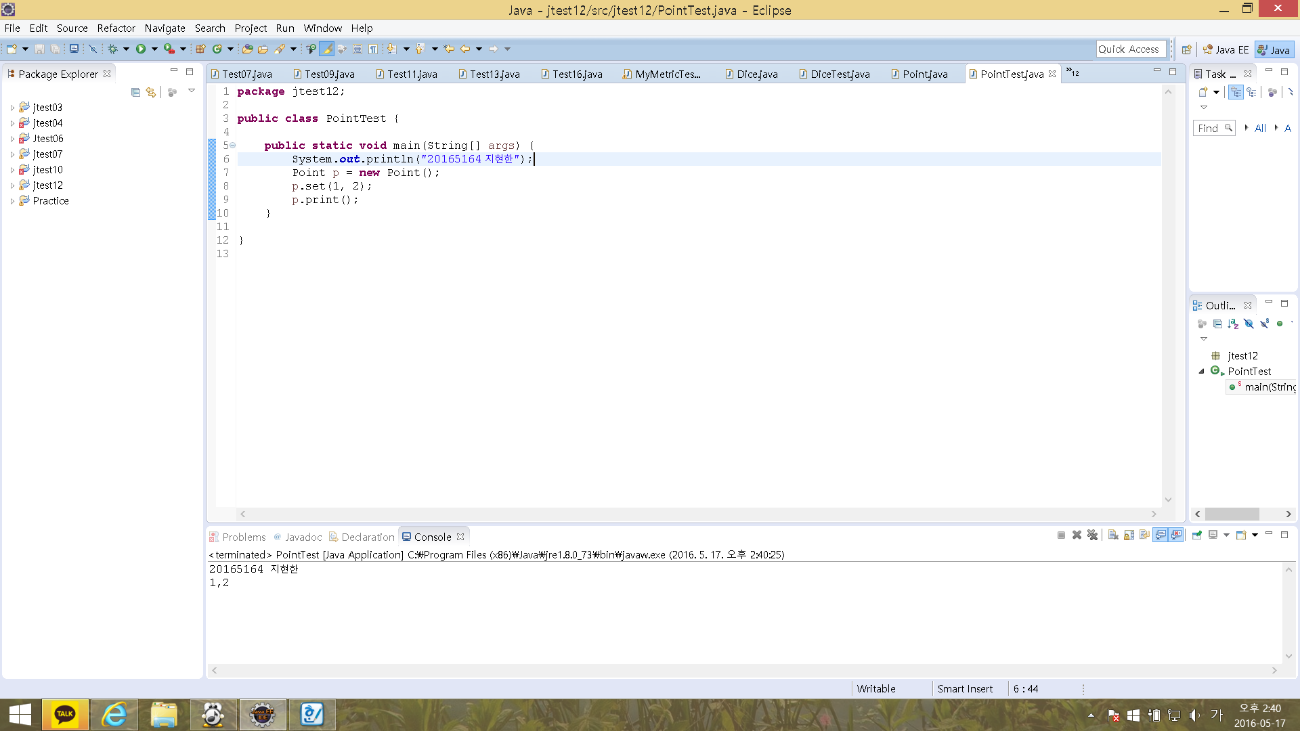 Java - jtest12/src/jtest12/PointTest.java - Eclipse
File Edit Source Refactor Navigate Search Project Run Window Help
Quick Access
Java EE
Java
Package Explorer
jtest03
jtest04
Jtest06
jtest07
jtest10
jtest12
Practice
Test07.java Test09.java Test11.java Test13.java Test16.java MyMetricTes... Dice.java DiceTest.java Point.java PointTest.java »12
1 package jtest12;
2
3 public class PointTest {
4
5 public static void main(String[] args) {
6 System.out.println("20165164 지현한");
7 Point p = new Point();
8 p.set(1, 2);
9 p.print();
10 }
11
12 }
13
Task ...
Find
All
A
Outli...
jtest12
PointTest
main(String
Problems @ Javadoc Declaration Console
<terminated> PointTest [Java Application] C:₩Program Files (x86)₩Java₩jre1.8.0_73₩bin₩javaw.exe (2016. 5. 17. 오후 2:40:25)
20165164 지현한
1,2
Writable Smart Insert 6 : 44
TALK
가
오후 2:40
2016-05-17